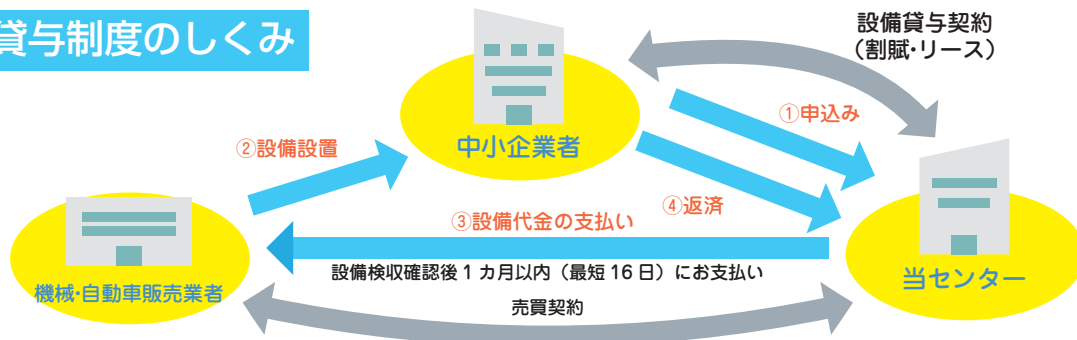 貸与制度のしくみ
設備貸与契約
（割賦・リース）
①申込み
中小企業者
②設備設置
④返済
③設備代金の支払い
設備検収確認後１カ月以内（最短 16 日）にお支払い
当センター
機械・自動車販売業者
売買契約